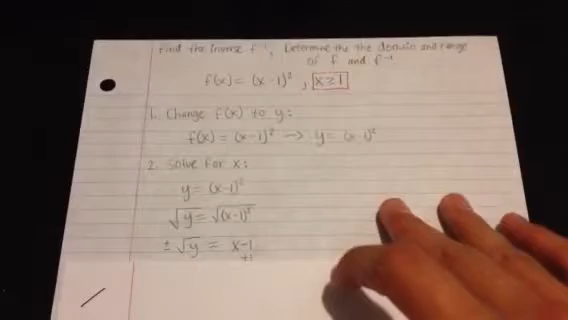 Find the inverse f⁻¹, Determine the the domain and range
of f and f⁻¹
f(x) = (x - 1)² , x ≥ 1
1. Change f(x) to y:
f(x) = (x-1)² → y = (x-1)²
2. Solve for x:
y = (x-1)²
√y = √(x-1)²
± √y = x-1
+1